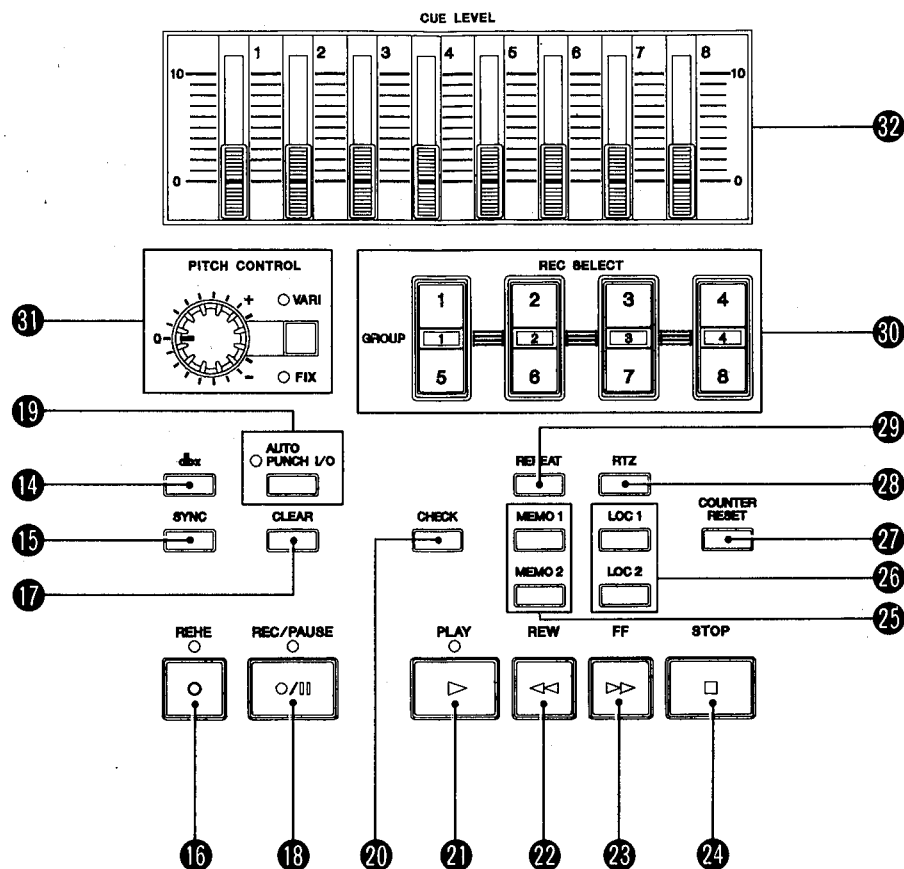 CUE LEVEL
1 2 3 4 5 6 7 8
10 10
0 0
32
PITCH CONTROL
+ VARI
0
- FIX
31
REC SELECT
1 2 3 4
GROUP 1 2 3 4
5 6 7 8
30
19
AUTO
PUNCH I/O
29
dbx
REPEAT RTZ
14
28
SYNC CLEAR CHECK MEMO 1 LOC 1 COUNTER
RESET
15
27
17
MEMO 2 LOC 2
26
25
REHE REC/PAUSE PLAY REW FF STOP
16 18 20 21 22 23 24